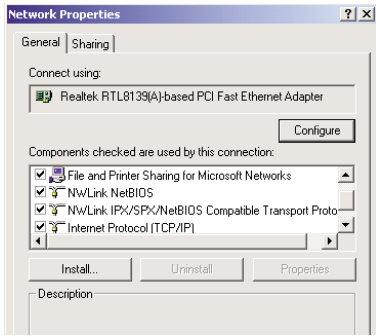 Network Properties
General Sharing
Connect using:
Realtek RTL8139(A)-based PCI Fast Ethernet Adapter
Configure
Components checked are used by this connection:
File and Printer Sharing for Microsoft Networks
NWLink NetBIOS
NWLink IPX/SPX/NetBIOS Compatible Transport Proto
Internet Protocol (TCP/IP)
Install... Uninstall Properties
Description